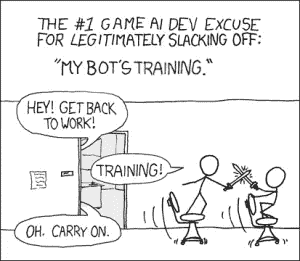 THE #1 GAME AI DEV EXCUSE
FOR LEGITIMATELY SLACKING OFF:
"MY BOT'S TRAINING."
HEY! GET BACK
TO WORK!
TRAINING!
OH. CARRY ON.